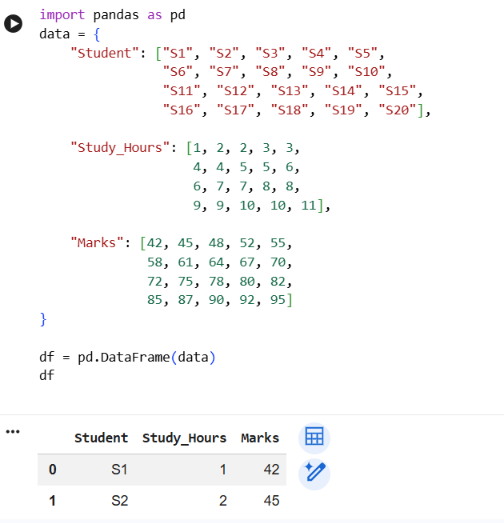 import pandas as pd
data = {
    "Student": ["S1", "S2", "S3", "S4", "S5",
                "S6", "S7", "S8", "S9", "S10",
                "S11", "S12", "S13", "S14", "S15",
                "S16", "S17", "S18", "S19", "S20"],
    "Study_Hours": [1, 2, 2, 3, 3,
                    4, 4, 5, 5, 6,
                    6, 7, 7, 8, 8,
                    9, 9, 10, 10, 11],
    "Marks": [42, 45, 48, 52, 55,
              58, 61, 64, 67, 70,
              72, 75, 78, 80, 82,
              85, 87, 90, 92, 95]
}
df = pd.DataFrame(data)
df
Student Study_Hours Marks
0 S1 1 42
1 S2 2 45